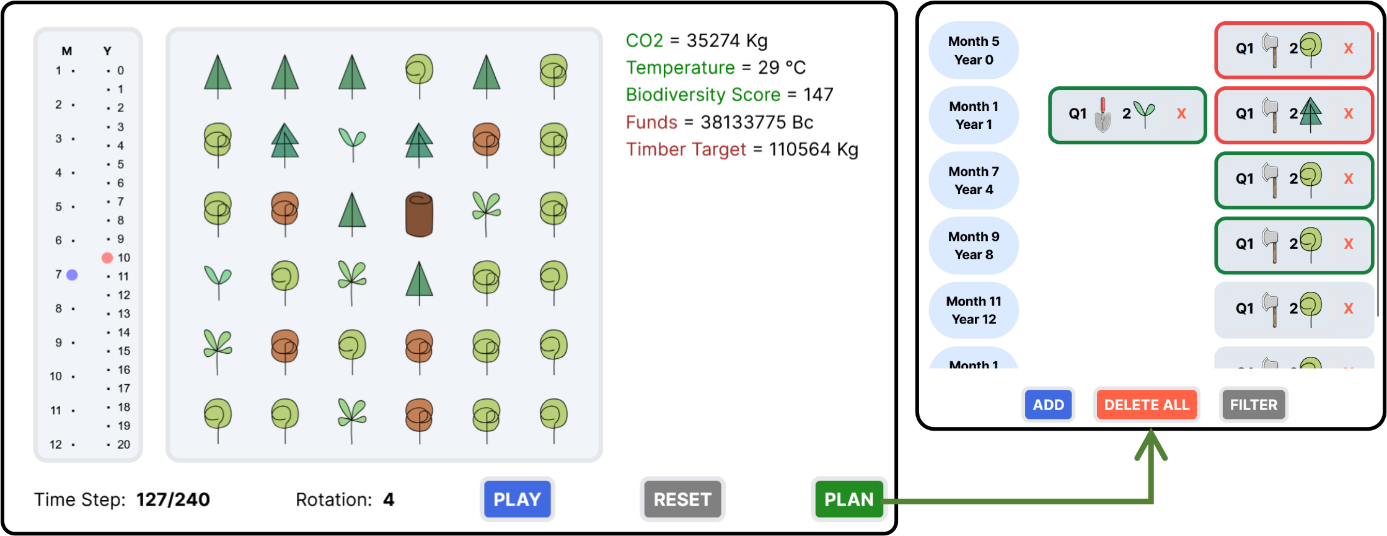 M Y
1 0
1
2 2
3 3
4
4 5
6
5 7
8
6 9
10
7 11
12
8 13
14
9 15
16
10 17
11 18
19
12 20
CO2 = 35274 Kg
Temperature = 29 °C
Biodiversity Score = 147
Funds = 38133775 Bc
Timber Target = 110564 Kg
Time Step: 127/240
Rotation: 4
PLAY
RESET
PLAN
Month 5
Year 0
Q1 2 X
Month 1
Year 1
Q1 2 X
Q1 2 X
Month 7
Year 4
Q1 2 X
Month 9
Year 8
Q1 2 X
Month 11
Year 12
Q1 2 X
Month 1
ADD
DELETE ALL
FILTER